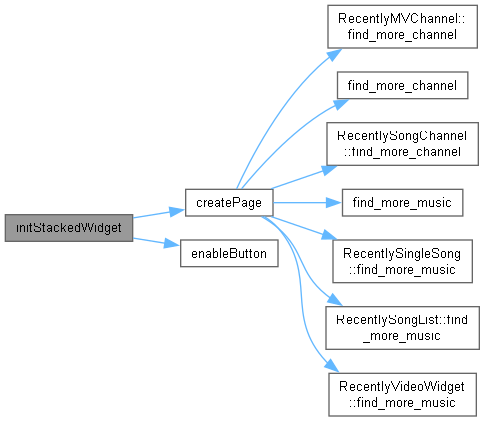 RecentlyMVChannel::
find_more_channel
find_more_channel
RecentlySongChannel
::find_more_channel
createPage
find_more_music
initStackedWidget
enableButton
RecentlySingleSong
::find_more_music
RecentlySongList::find
_more_music
RecentlyVideoWidget
::find_more_music